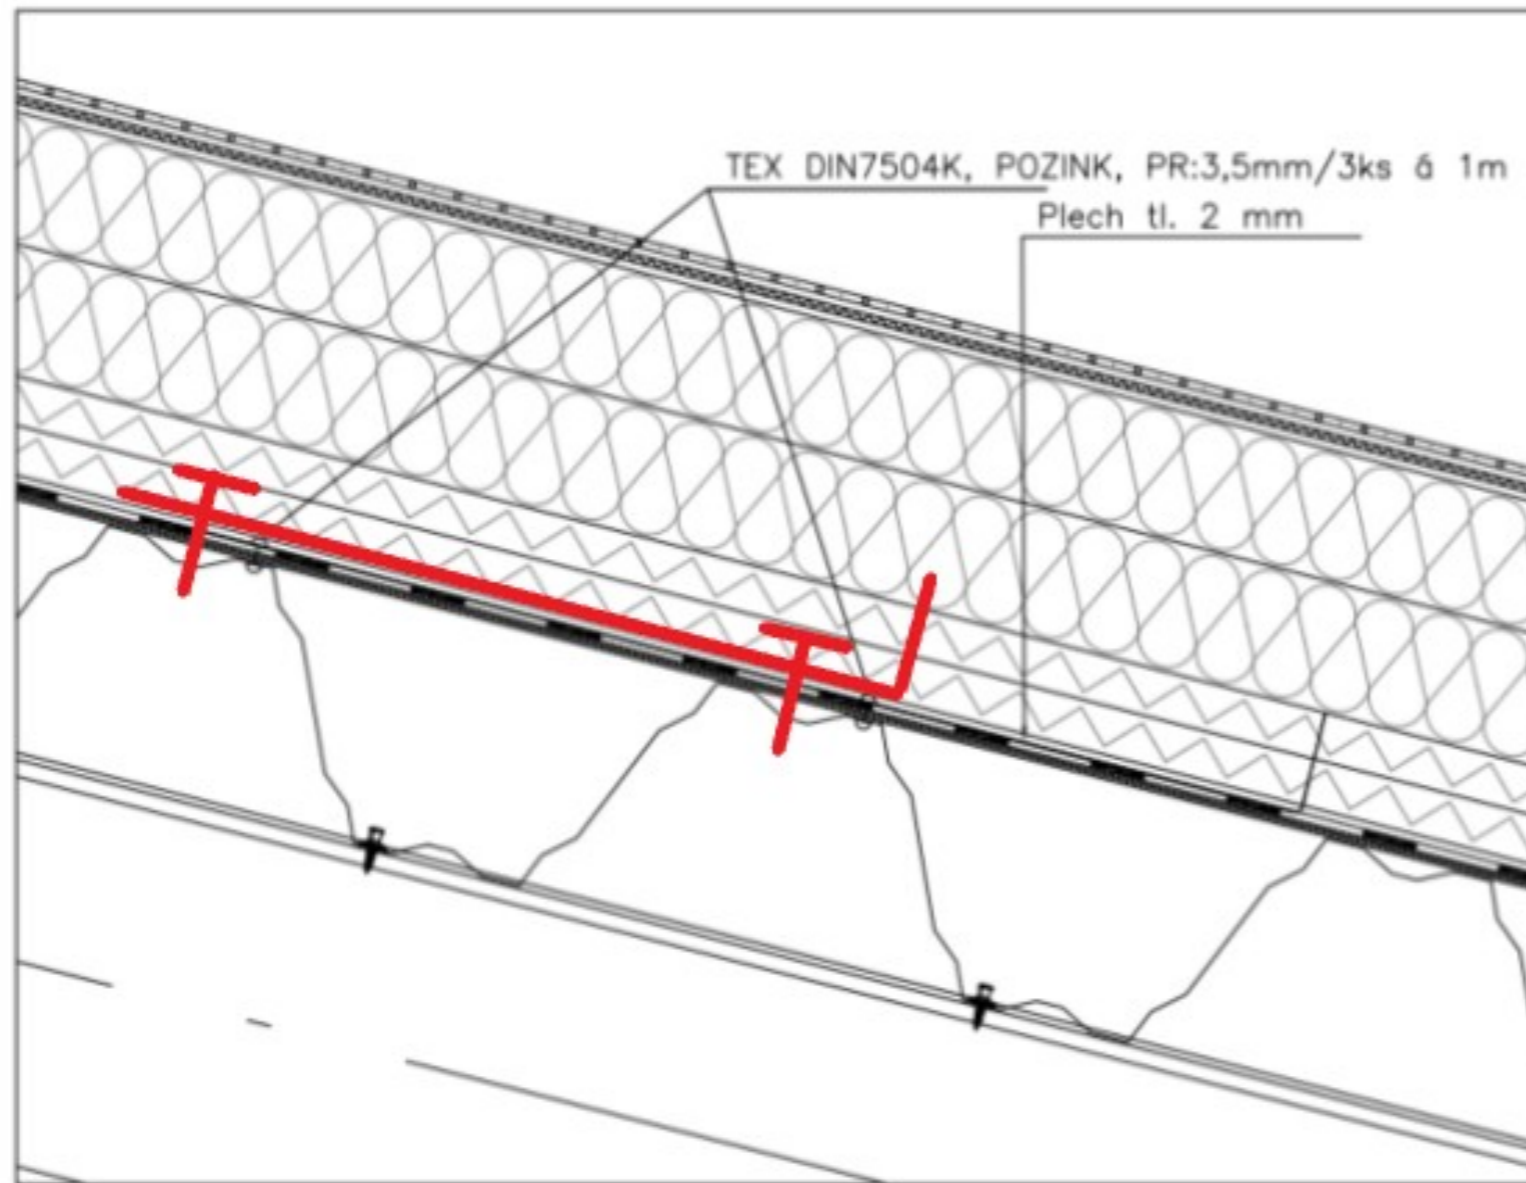 TEX DIN7504K, POZINK, PR:3,5mm/3ks á 1m
Plech tl. 2 mm